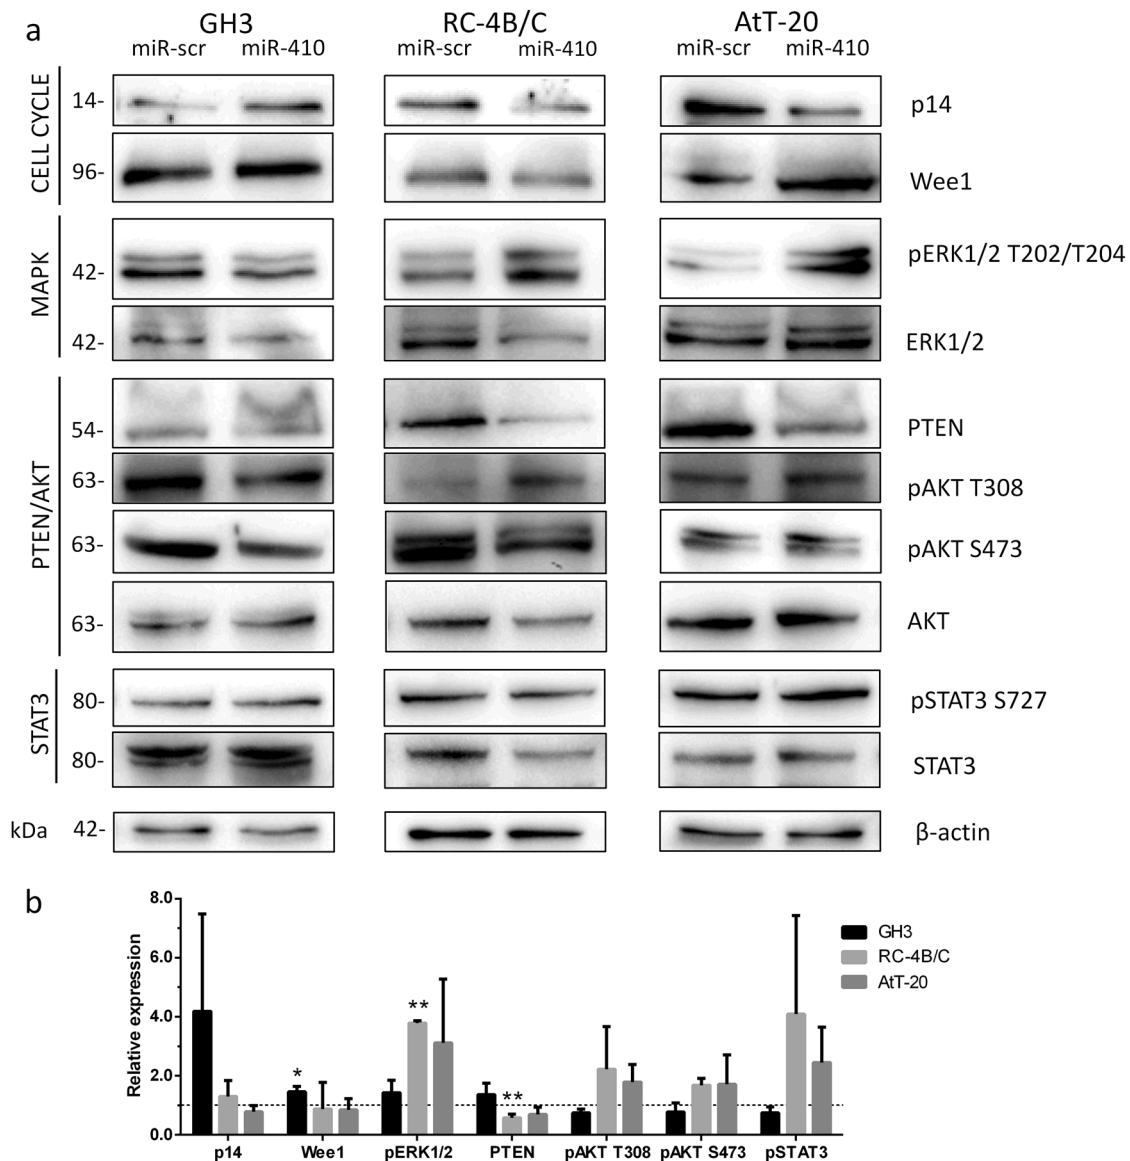 a
GH3 RC-4B/C AtT-20
miR-scr miR-410 miR-scr miR-410 miR-scr miR-410
CELL CYCLE
14- p14
96- Wee1
MAPK
42- pERK1/2 T202/T204
42- ERK1/2
PTEN/AKT
54- PTEN
63- pAKT T308
63- pAKT S473
63- AKT
STAT3
80- pSTAT3 S727
80- STAT3
kDa 42- β-actin
b
Relative expression
8.0
6.0
4.0
2.0
0.0
* ** **
GH3
RC-4B/C
AtT-20
p14 Wee1 pERK1/2 PTEN pAKT T308 pAKT S473 pSTAT3